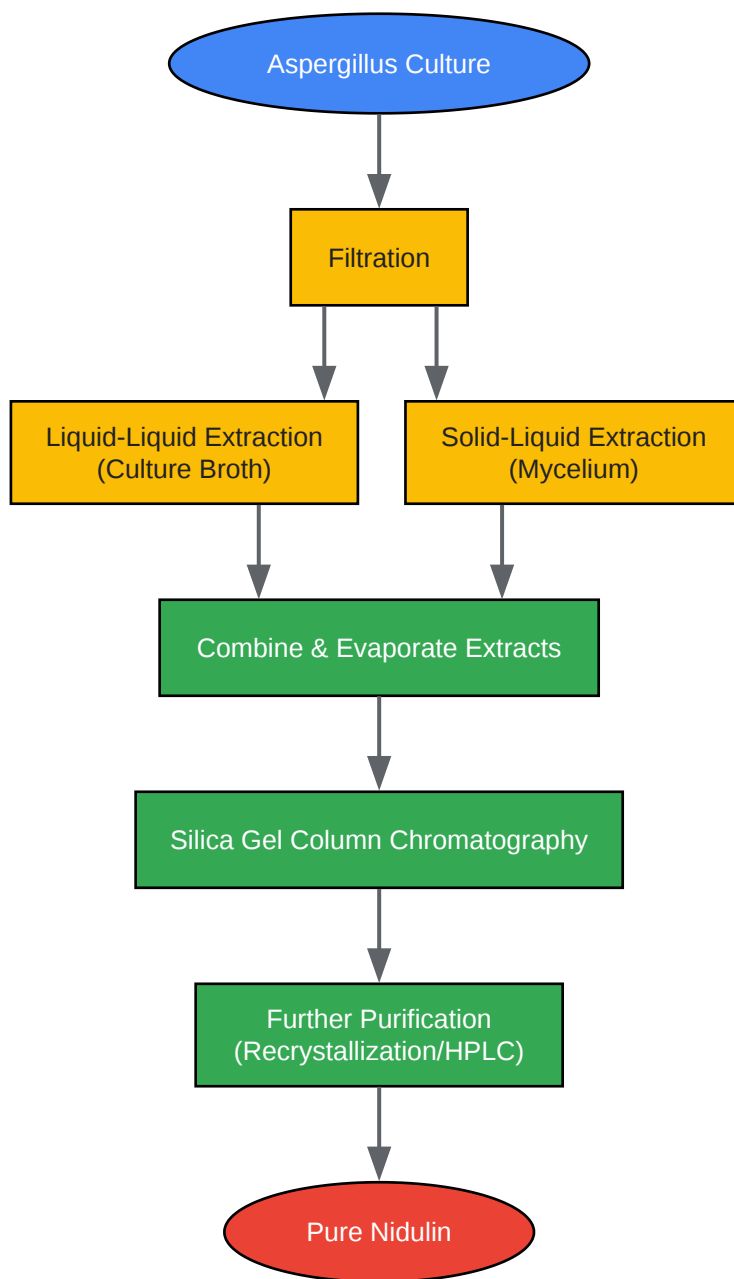 Aspergillus Culture
Filtration
Liquid-Liquid Extraction
(Culture Broth)
Solid-Liquid Extraction
(Mycelium)
Combine & Evaporate Extracts
Silica Gel Column Chromatography
Further Purification
(Recrystallization/HPLC)
Pure Nidulin